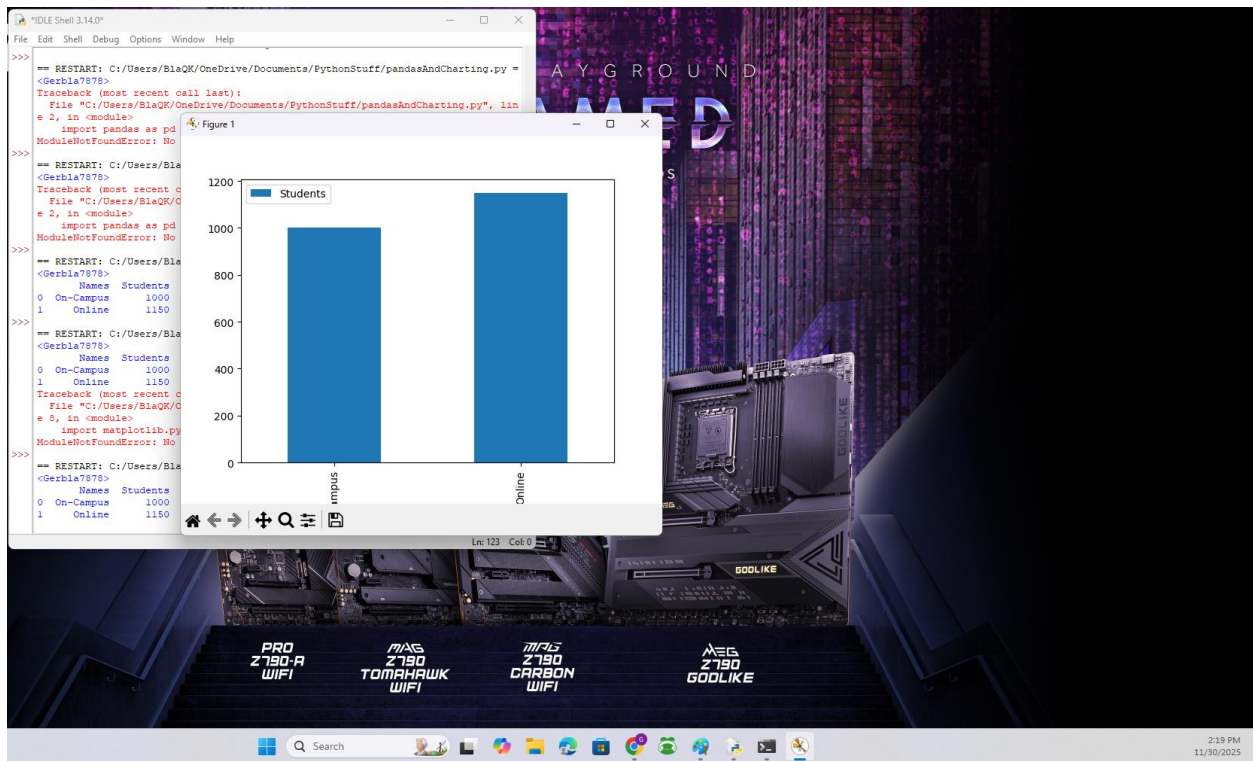 *IDLE Shell 3.14.0*
File Edit Shell Debug Options Window Help
>>>
== RESTART: C:/Users/BlaQK/OneDrive/Documents/PythonStuff/pandasAndCharting.py =
<Gerbla7878>
Traceback (most recent call last):
File "C:/Users/BlaQK/OneDrive/Documents/PythonStuff/pandasAndCharting.py", lin
e 2, in <module>
import pandas as pd
ModuleNotFoundError: No
>>>
== RESTART: C:/Users/Bla
<Gerbla7878>
Traceback (most recent c
File "C:/Users/BlaQK/O
e 2, in <module>
import pandas as pd
ModuleNotFoundError: No
>>>
== RESTART: C:/Users/Bla
<Gerbla7878>
Names Students
0 On-Campus 1000
1 Online 1150
>>>
== RESTART: C:/Users/Bla
<Gerbla7878>
Names Students
0 On-Campus 1000
1 Online 1150
Traceback (most recent c
File "C:/Users/BlaQK/O
e 8, in <module>
import matplotlib.py
ModuleNotFoundError: No
>>>
== RESTART: C:/Users/Bla
<Gerbla7878>
Names Students
0 On-Campus 1000
1 Online 1150
Ln: 123 Col: 0
Figure 1
Students
1200
1000
800
600
400
200
0
ampus
Online
AYGROUND
GODLIKE
GODLIKE
PRO
Z790-A
WIFI
MAG
Z790
TOMAHAWK
WIFI
MPG
Z790
CARBON
WIFI
MEG
Z790
GODLIKE
Search
2:19 PM
11/30/2025